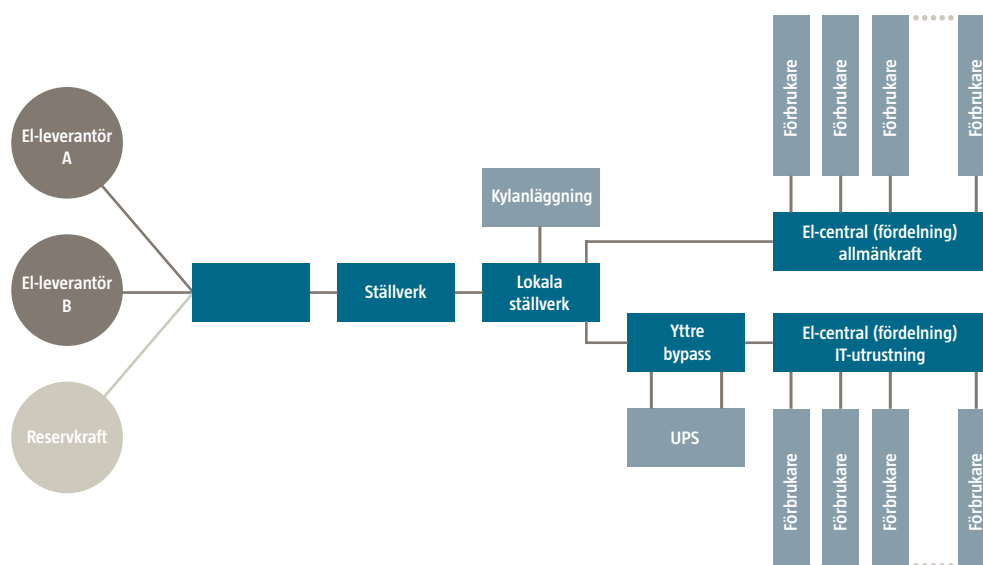 El-leverantör
A
El-leverantör
B
Reservkraft
Ställverk
Kylanläggning
Lokala
ställverk
Yttre
bypass
UPS
Förbrukare
Förbrukare
Förbrukare
Förbrukare
El-central (fördelning)
allmänkraft
El-central (fördelning)
IT-utrustning
Förbrukare
Förbrukare
Förbrukare
Förbrukare